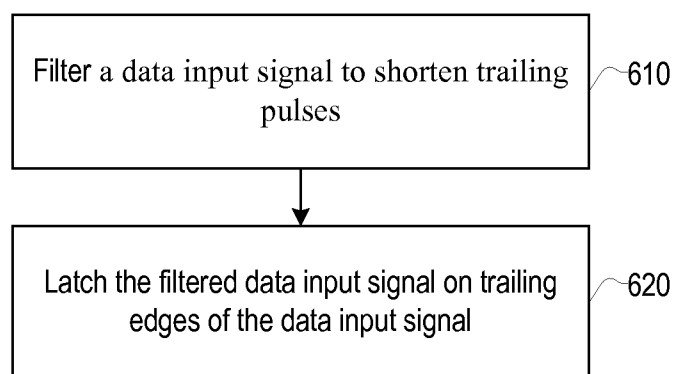 Filter a data input signal to shorten trailing
pulses
610
Latch the filtered data input signal on trailing
edges of the data input signal
620